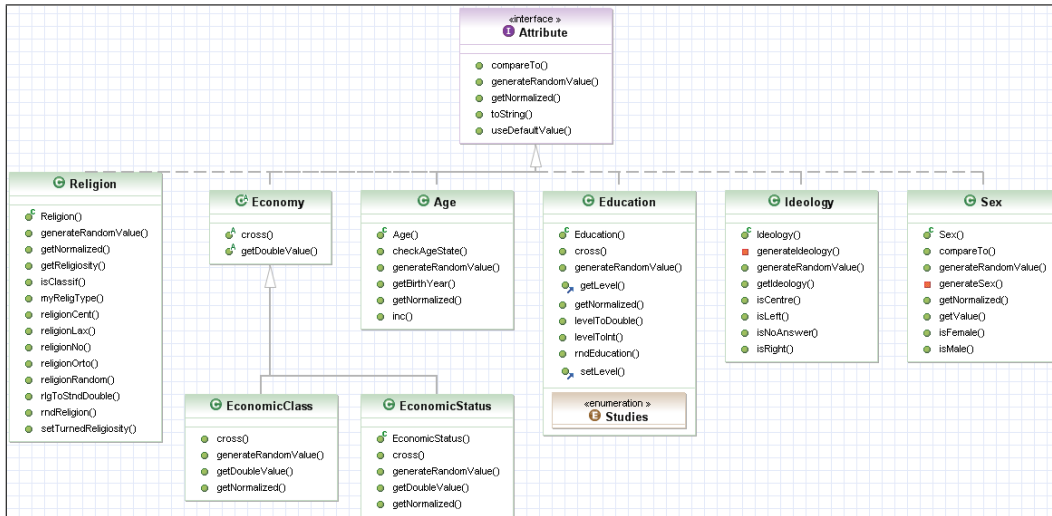 «interface »
Attribute
compareTo()
generateRandomValue()
getNormalized()
toString()
useDefaultValue()
Religion
Religion()
generateRandomValue()
getNormalized()
getReligiosity()
isClassif()
myReligType()
religionCent()
religionLax()
religionNo()
religionOrto()
religionRandom()
rlgToStndDouble()
rndReligion()
setTurnedReligiosity()
Economy
cross()
getDoubleValue()
Age
Age()
checkAgeState()
generateRandomValue()
getBirthYear()
getNormalized()
inc()
Education
Education()
cross()
generateRandomValue()
getLevel()
getNormalized()
levelToDouble()
levelToInt()
rndEducation()
setLevel()
«enumeration »
Studies
Ideology
Ideology()
generateIdeology()
generateRandomValue()
getIdeology()
isCentre()
isLeft()
isNoAnswer()
isRight()
Sex
Sex()
compareTo()
generateRandomValue()
generateSex()
getNormalized()
getValue()
isFemale()
isMale()
EconomicClass
cross()
generateRandomValue()
getDoubleValue()
getNormalized()
EconomicStatus
EconomicStatus()
cross()
generateRandomValue()
getDoubleValue()
getNormalized()